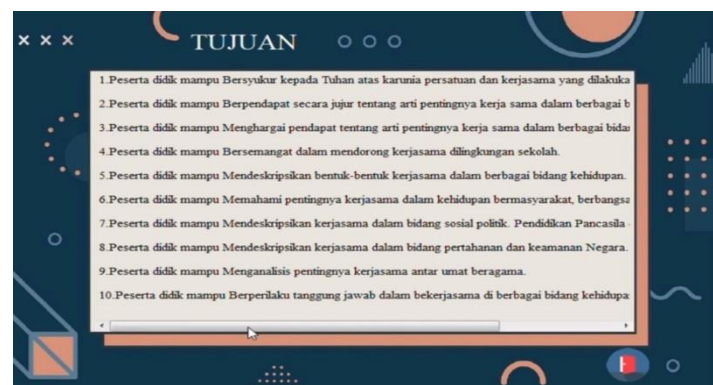 TUJUAN
1.Peserta didik mampu Bersyukur kepada Tuhan atas karunia persatuan dan kerjasama yang dilakuka
2.Peserta didik mampu Berpendapat secara jujur tentang arti pentingnya kerja sama dalam berbagai b
3.Peserta didik mampu Menghargai pendapat tentang arti pentingnya kerja sama dalam berbagai bida
4.Peserta didik mampu Bersemangat dalam mendorong kerjasama dilingkungan sekolah.
5.Peserta didik mampu Mendeskripsikan bentuk-bentuk kerjasama dalam berbagai bidang kehidupan.
6.Peserta didik mampu Memahami pentingnya kerjasama dalam kehidupan bermasyarakat, berbangsa
7.Peserta didik mampu Mendeskripsikan kerjasama dalam bidang sosial politik. Pendidikan Pancasila
8.Peserta didik mampu Mendeskripsikan kerjasama dalam bidang pertahanan dan keamanan Negara.
9.Peserta didik mampu Menganalisis pentingnya kerjasama antar umat beragama.
10.Peserta didik mampu Berperilaku tanggung jawab dalam bekerjasama di berbagai bidang kehidupa